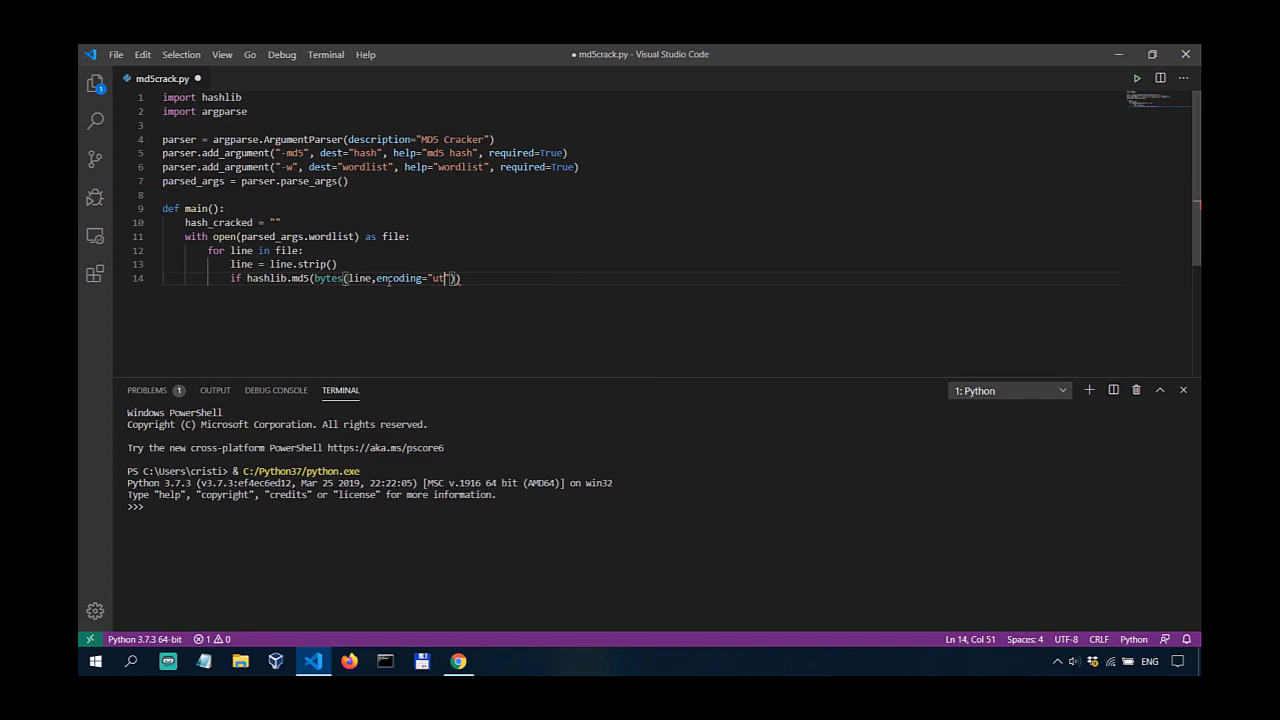 File Edit Selection View Go Debug Terminal Help
● md5crack.py - Visual Studio Code
md5crack.py
1 import hashlib
2 import argparse
3
4 parser = argparse.ArgumentParser(description="MD5 Cracker")
5 parser.add_argument("-md5", dest="hash", help="md5 hash", required=True)
6 parser.add_argument("-w", dest="wordlist", help="wordlist", required=True)
7 parsed_args = parser.parse_args()
8
9 def main():
10 hash_cracked = ""
11 with open(parsed_args.wordlist) as file:
12 for line in file:
13 line = line.strip()
14 if hashlib.md5(bytes(line,encoding="ut"))
PROBLEMS 1 OUTPUT DEBUG CONSOLE TERMINAL
1: Python
Windows PowerShell
Copyright (C) Microsoft Corporation. All rights reserved.
Try the new cross-platform PowerShell https://aka.ms/pscore6
PS C:\Users\cristi> & C:/Python37/python.exe
Python 3.7.3 (v3.7.3:ef4ec6ed12, Mar 25 2019, 22:22:05) [MSC v.1916 64 bit (AMD64)] on win32
Type "help", "copyright", "credits" or "license" for more information.
>>>
1
Python 3.7.3 64-bit 1 0
Ln 14, Col 51 Spaces: 4 UTF-8 CRLF Python
ENG